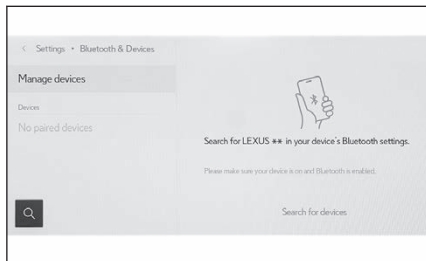 < Settings • Bluetooth & Devices
Manage devices
Devices
No paired devices
Search for LEXUS ** in your device's Bluetooth settings.
Please make sure your device is on and Bluetooth is enabled.
Search for devices